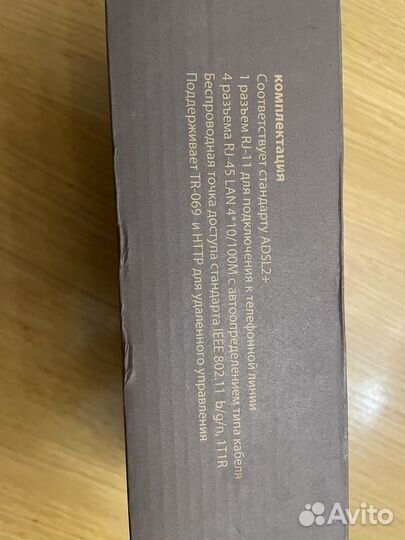 комплектация
Соответствует стандарту ADSL2+
1 разъем RJ-11 для подключения к телефонной линии
4 разъема RJ-45 LAN 4*10/100M с автоопределением типа кабеля
Беспроводная точка доступа стандарта IEEE 802.11 b/g/n, 1T1R
Поддерживает TR-069 и HTTP для удаленного управления
Avito